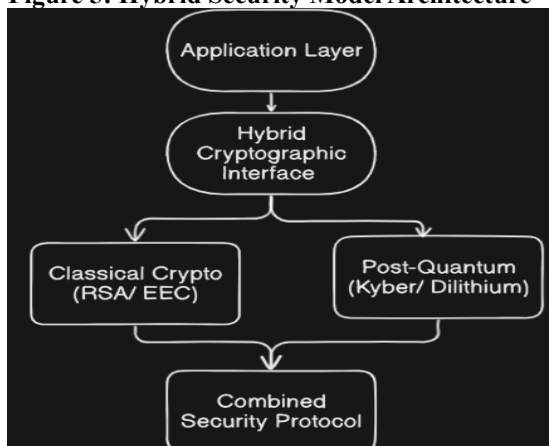 Figure 5: Hybrid Security Model Architecture
Application Layer
Hybrid
Cryptographic
Interface
Classical Crypto
(RSA/ EEC)
Post-Quantum
(Kyber/ Dilithium)
Combined
Security Protocol